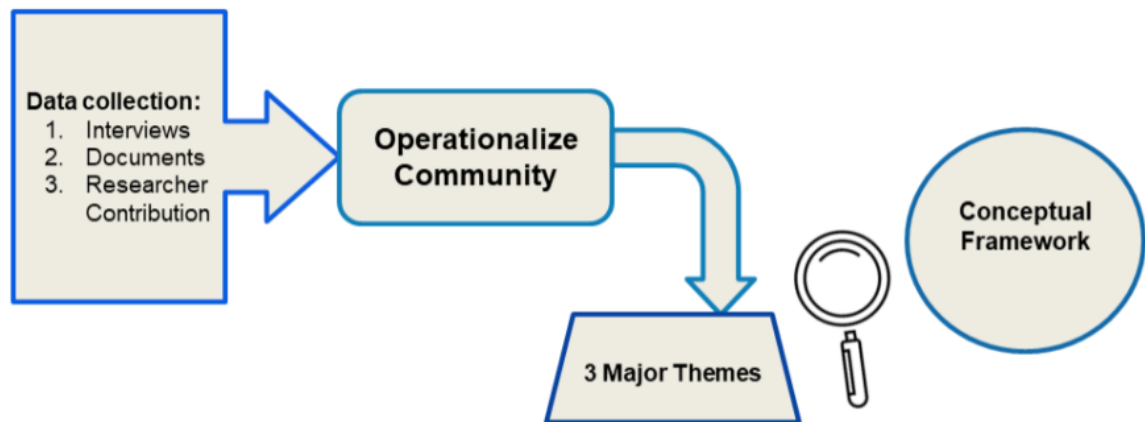 Data collection:
1. Interviews
2. Documents
3. Researcher
Contribution
Operationalize
Community
3 Major Themes
Conceptual
Framework